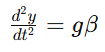 d²y/dt² = gβ